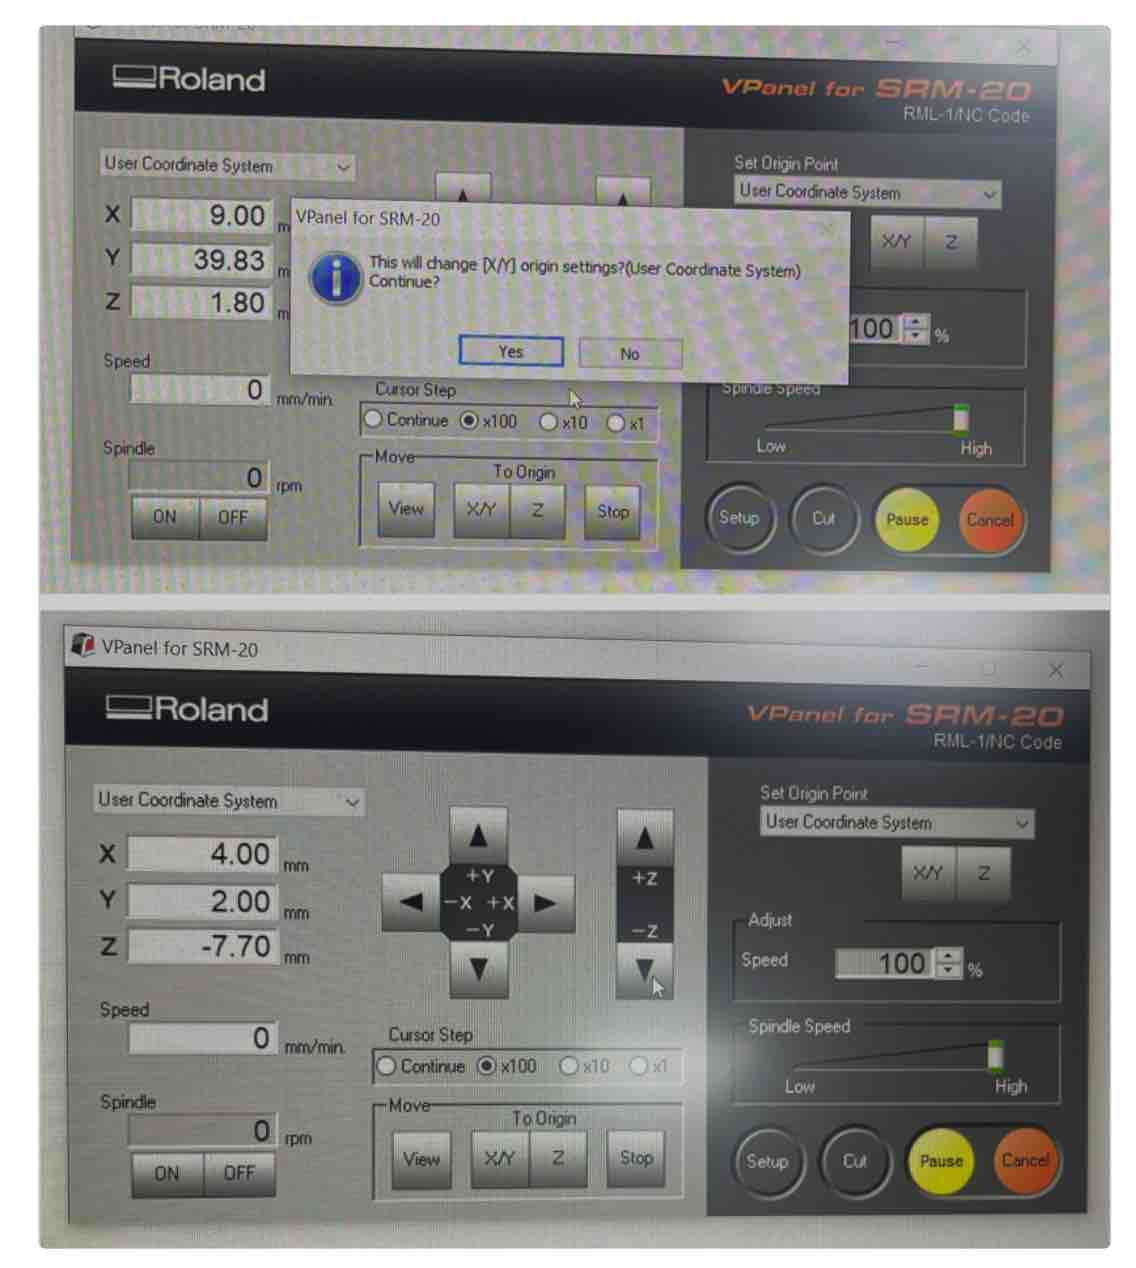 Roland
VPanel for SRM-20
RML-1/NC Code
User Coordinate System
X 9.00 m
Y 39.83 m
Z 1.80 m
Speed
0 mm/min.
Spindle
0 rpm
ON OFF
VPanel for SRM-20
This will change [X/Y] origin settings?(User Coordinate System)
Continue?
Yes No
Cursor Step
Continue x100 x10 x1
Move
To Origin
View X/Y Z Stop
Set Origin Point
User Coordinate System
X/Y Z
100 %
Spindle Speed
Low High
Setup Cut Pause Cancel
VPanel for SRM-20
Roland
VPanel for SRM-20
RML-1/NC Code
User Coordinate System
X 4.00 mm
Y 2.00 mm
Z -7.70 mm
Speed
0 mm/min.
Spindle
0 rpm
ON OFF
+Y
-X +X
-Y
+Z
-Z
Cursor Step
Continue x100 x10 x1
Move
To Origin
View X/Y Z Stop
Set Origin Point
User Coordinate System
X/Y Z
Adjust
Speed 100 %
Spindle Speed
Low High
Setup Cut Pause Cancel